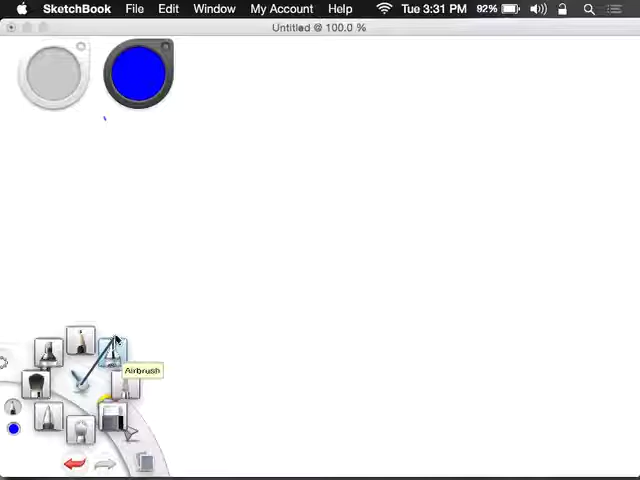 SketchBook File Edit Window My Account Help Tue 3:31 PM 92%
Untitled @ 100.0 %
Airbrush